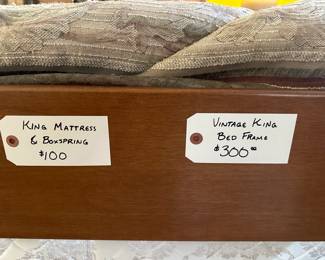 King Mattress
& Boxspring
$100
Vintage King
Bed Frame
$300.00